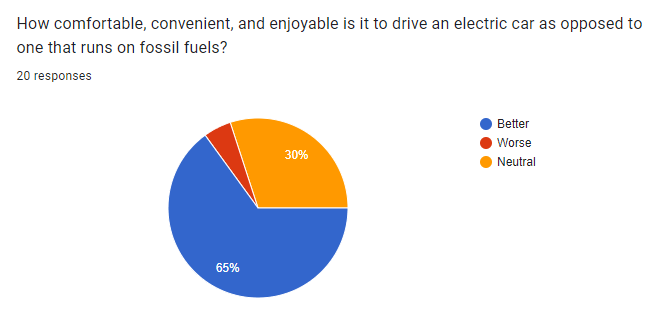 How comfortable, convenient, and enjoyable is it to drive an electric car as opposed to
one that runs on fossil fuels?
20 responses
Better
Worse
Neutral
30%
65%